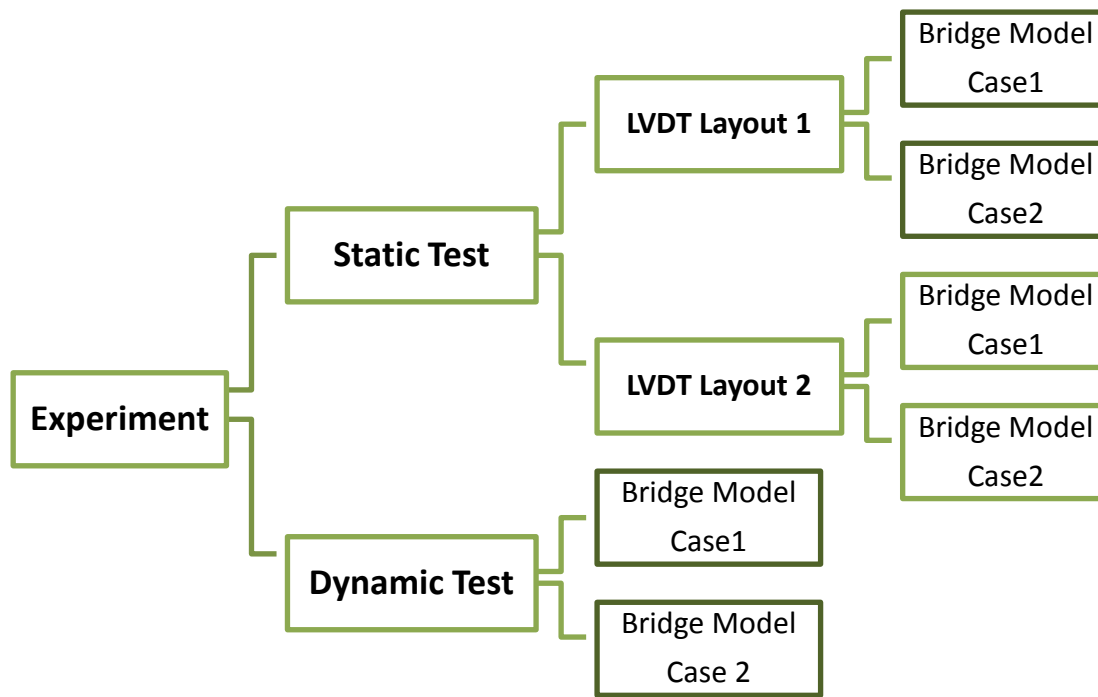 Experiment
Static Test
LVDT Layout 1
Bridge Model
Case1
Bridge Model
Case2
LVDT Layout 2
Bridge Model
Case1
Bridge Model
Case2
Dynamic Test
Bridge Model
Case1
Bridge Model
Case 2